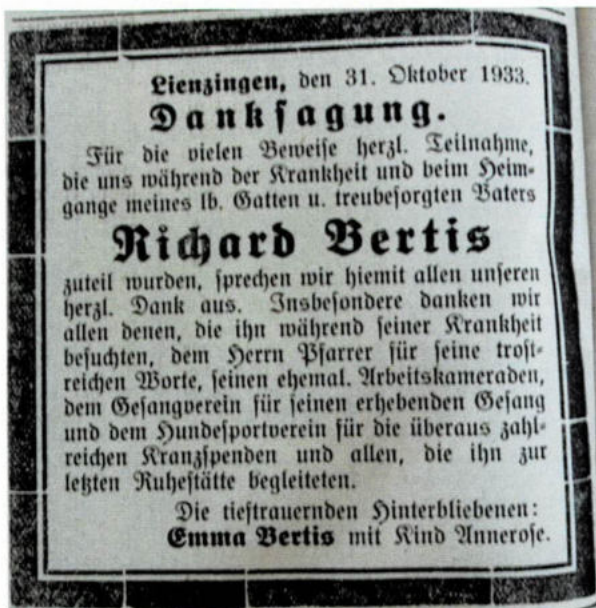 Lienzingen, den 31. Oktober 1933.
Danksagung.
Für die vielen Beweise herzl. Teilnahme,
die uns während der Krankheit und beim Heim-
gange meines lb. Gatten u. treubesorgten Vaters
Richard Bertis
zuteil wurden, sprechen wir hiemit allen unseren
herzl. Dank aus. Insbesondere danken wir
allen denen, die ihn während seiner Krankheit
besuchten, dem Herrn Pfarrer für seine trost-
reichen Worte, seinen ehemal. Arbeitskameraden,
dem Gesangverein für seinen erhebenden Gesang
und dem Hundesportverein für die überaus zahl-
reichen Kranzspenden und allen, die ihn zur
letzten Ruhestätte begleiteten.
Die tieftrauernden Hinterbliebenen:
Emma Bertis mit Kind Annerose.